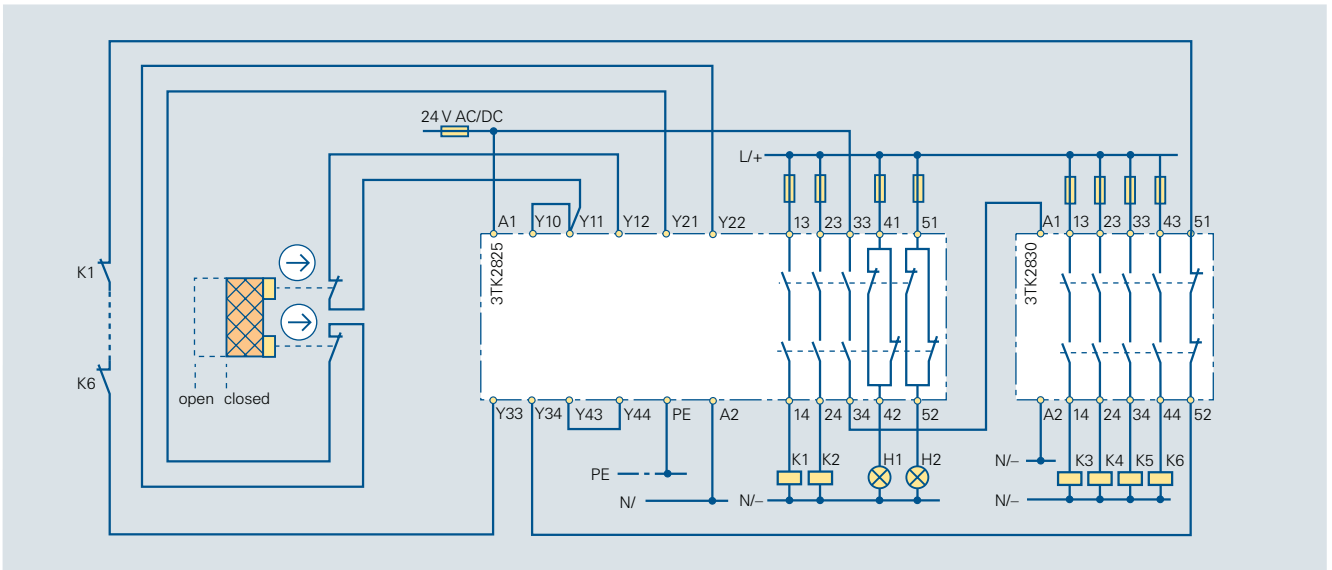 24 V AC/DC
L/+
A1 Y10 Y11 Y12 Y21 Y22 13 23 33 41 51 A1 13 23 33 43 51
3TK2825
3TK2830
K1
K6
open closed
Y33 Y34 Y43 Y44 PE A2 14 24 34 42 52 A2 14 24 34 44 52
K1 K2 H1 H2 N/– K3 K4 K5 K6
PE
N/ N/– N/–